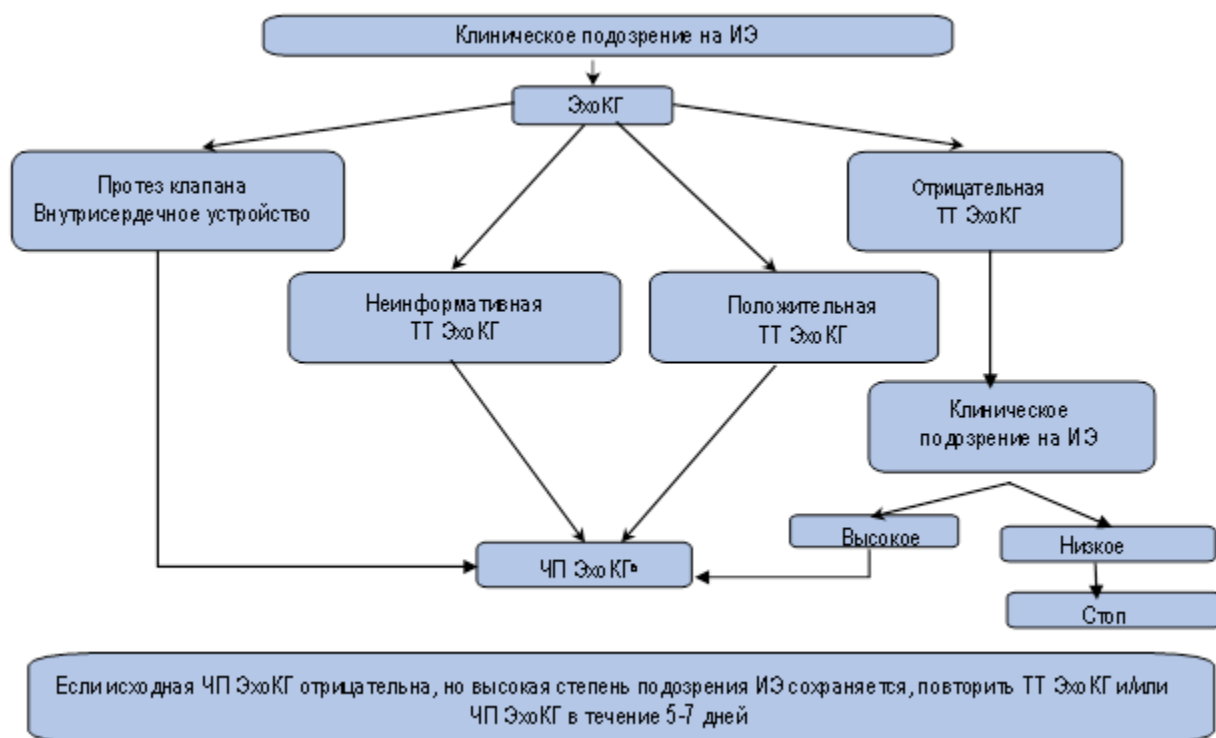 Клиническое подозрение на ИЭ
ЭхоКГ
Протез клапана
Внутрисердечное устройство
Отрицательная
ТТ ЭхоКГ
Неинформативная
ТТ ЭхоКГ
Положительная
ТТ ЭхоКГ
Клиническое
подозрение на ИЭ
Высокое
Низкое
ЧП ЭхоКГᵃ
Стоп
Если исходная ЧП ЭхоКГ отрицательна, но высокая степень подозрения ИЭ сохраняется, повторить ТТ ЭхоКГ и/или
ЧП ЭхоКГ в течение 5-7 дней